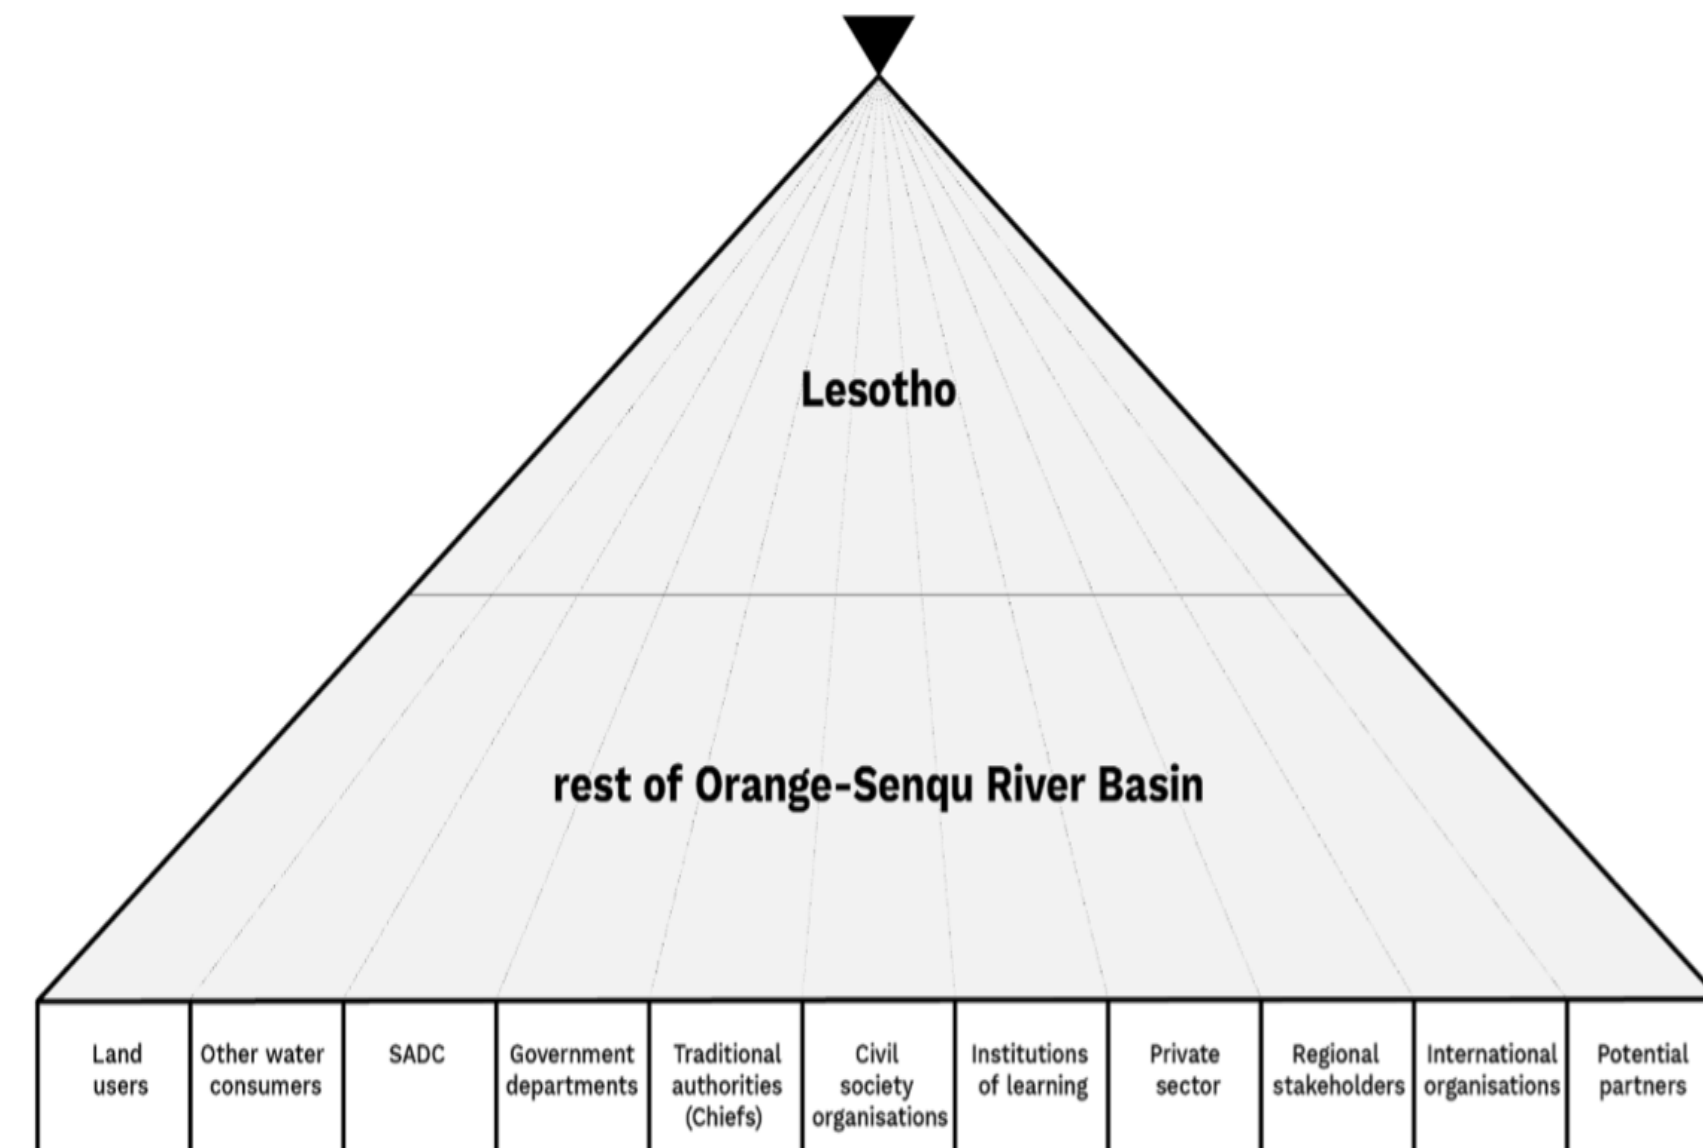 Lesotho
rest of Orange-Senqu River Basin
Land
users
Other water
consumers
SADC
Government
departments
Traditional
authorities
(Chiefs)
Civil
society
organisations
Institutions
of learning
Private
sector
Regional
stakeholders
International
organisations
Potential
partners